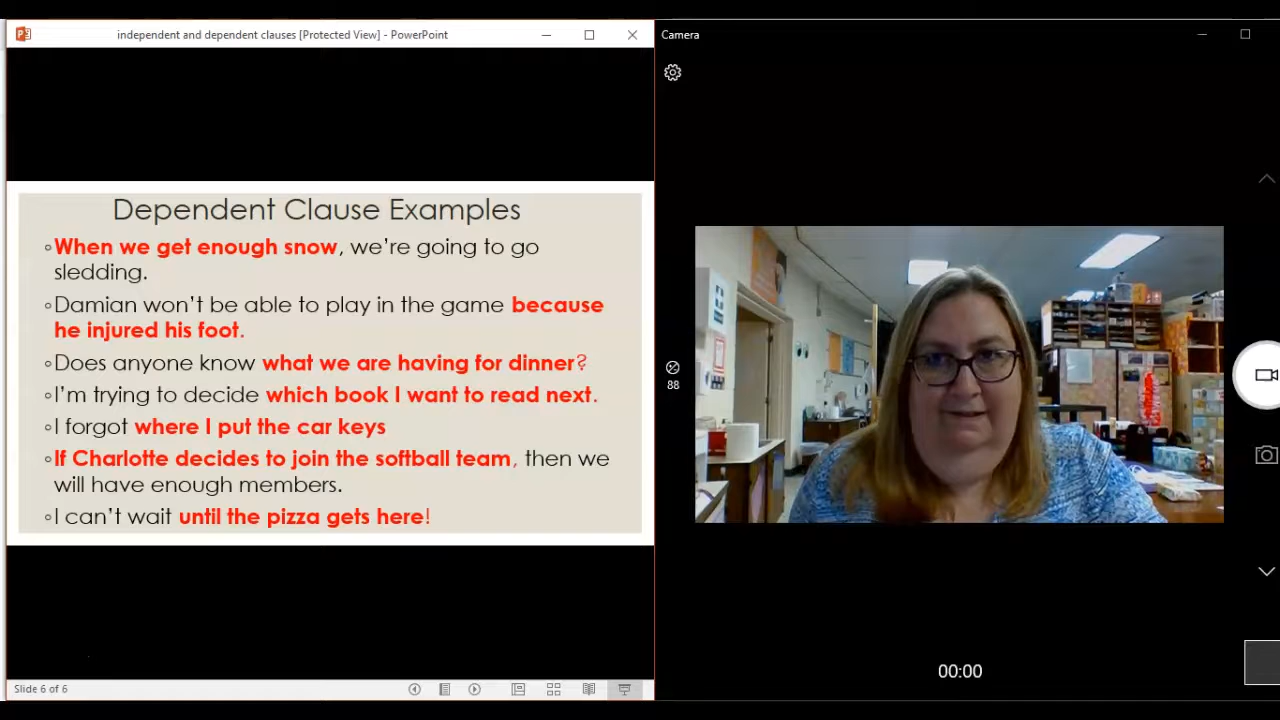 independent and dependent clauses [Protected View] - PowerPoint
Camera
Dependent Clause Examples
◦When we get enough snow, we’re going to go
sledding.
◦Damian won’t be able to play in the game because
he injured his foot.
◦Does anyone know what we are having for dinner?
◦I’m trying to decide which book I want to read next.
◦I forgot where I put the car keys
◦If Charlotte decides to join the softball team, then we
will have enough members.
◦I can’t wait until the pizza gets here!
88
00:00
Slide 6 of 6